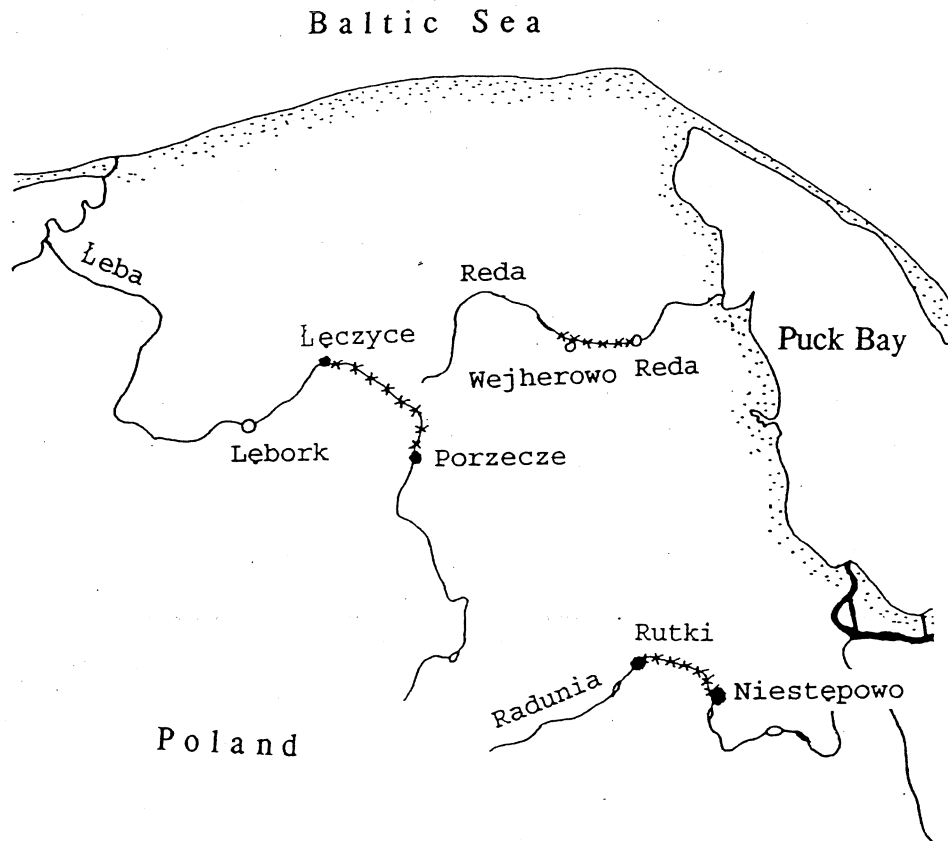 Baltic Sea
Łeba
Reda
Łęczyce
Puck Bay
Wejherowo Reda
Lębork
Porzecze
Rutki
Radunia
Niestępowo
Poland